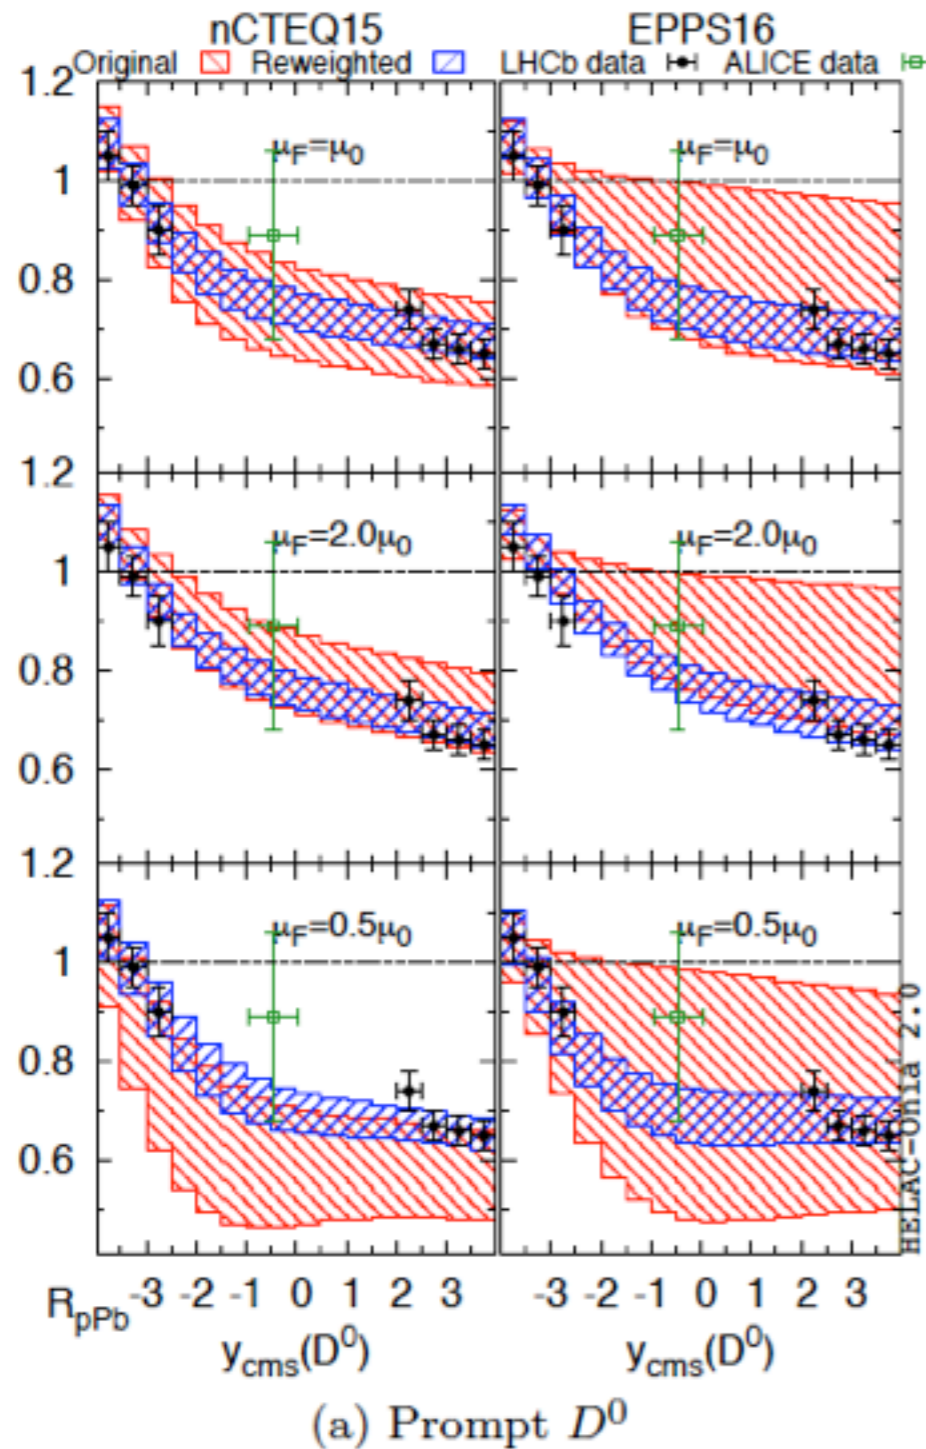 nCTEQ15 EPPS16
Original Reweighted LHCb data ALICE data
1.2
μF=μ0 μF=μ0
1
0.8
0.6
1.2
μF=2.0μ0 μF=2.0μ0
1
0.8
0.6
1.2
μF=0.5μ0 μF=0.5μ0
1
0.8
0.6
HELAC-Onia 2.0
RpPb -3 -2 -1 0 1 2 3 -3 -2 -1 0 1 2 3
ycms(D0) ycms(D0)
(a) Prompt D0